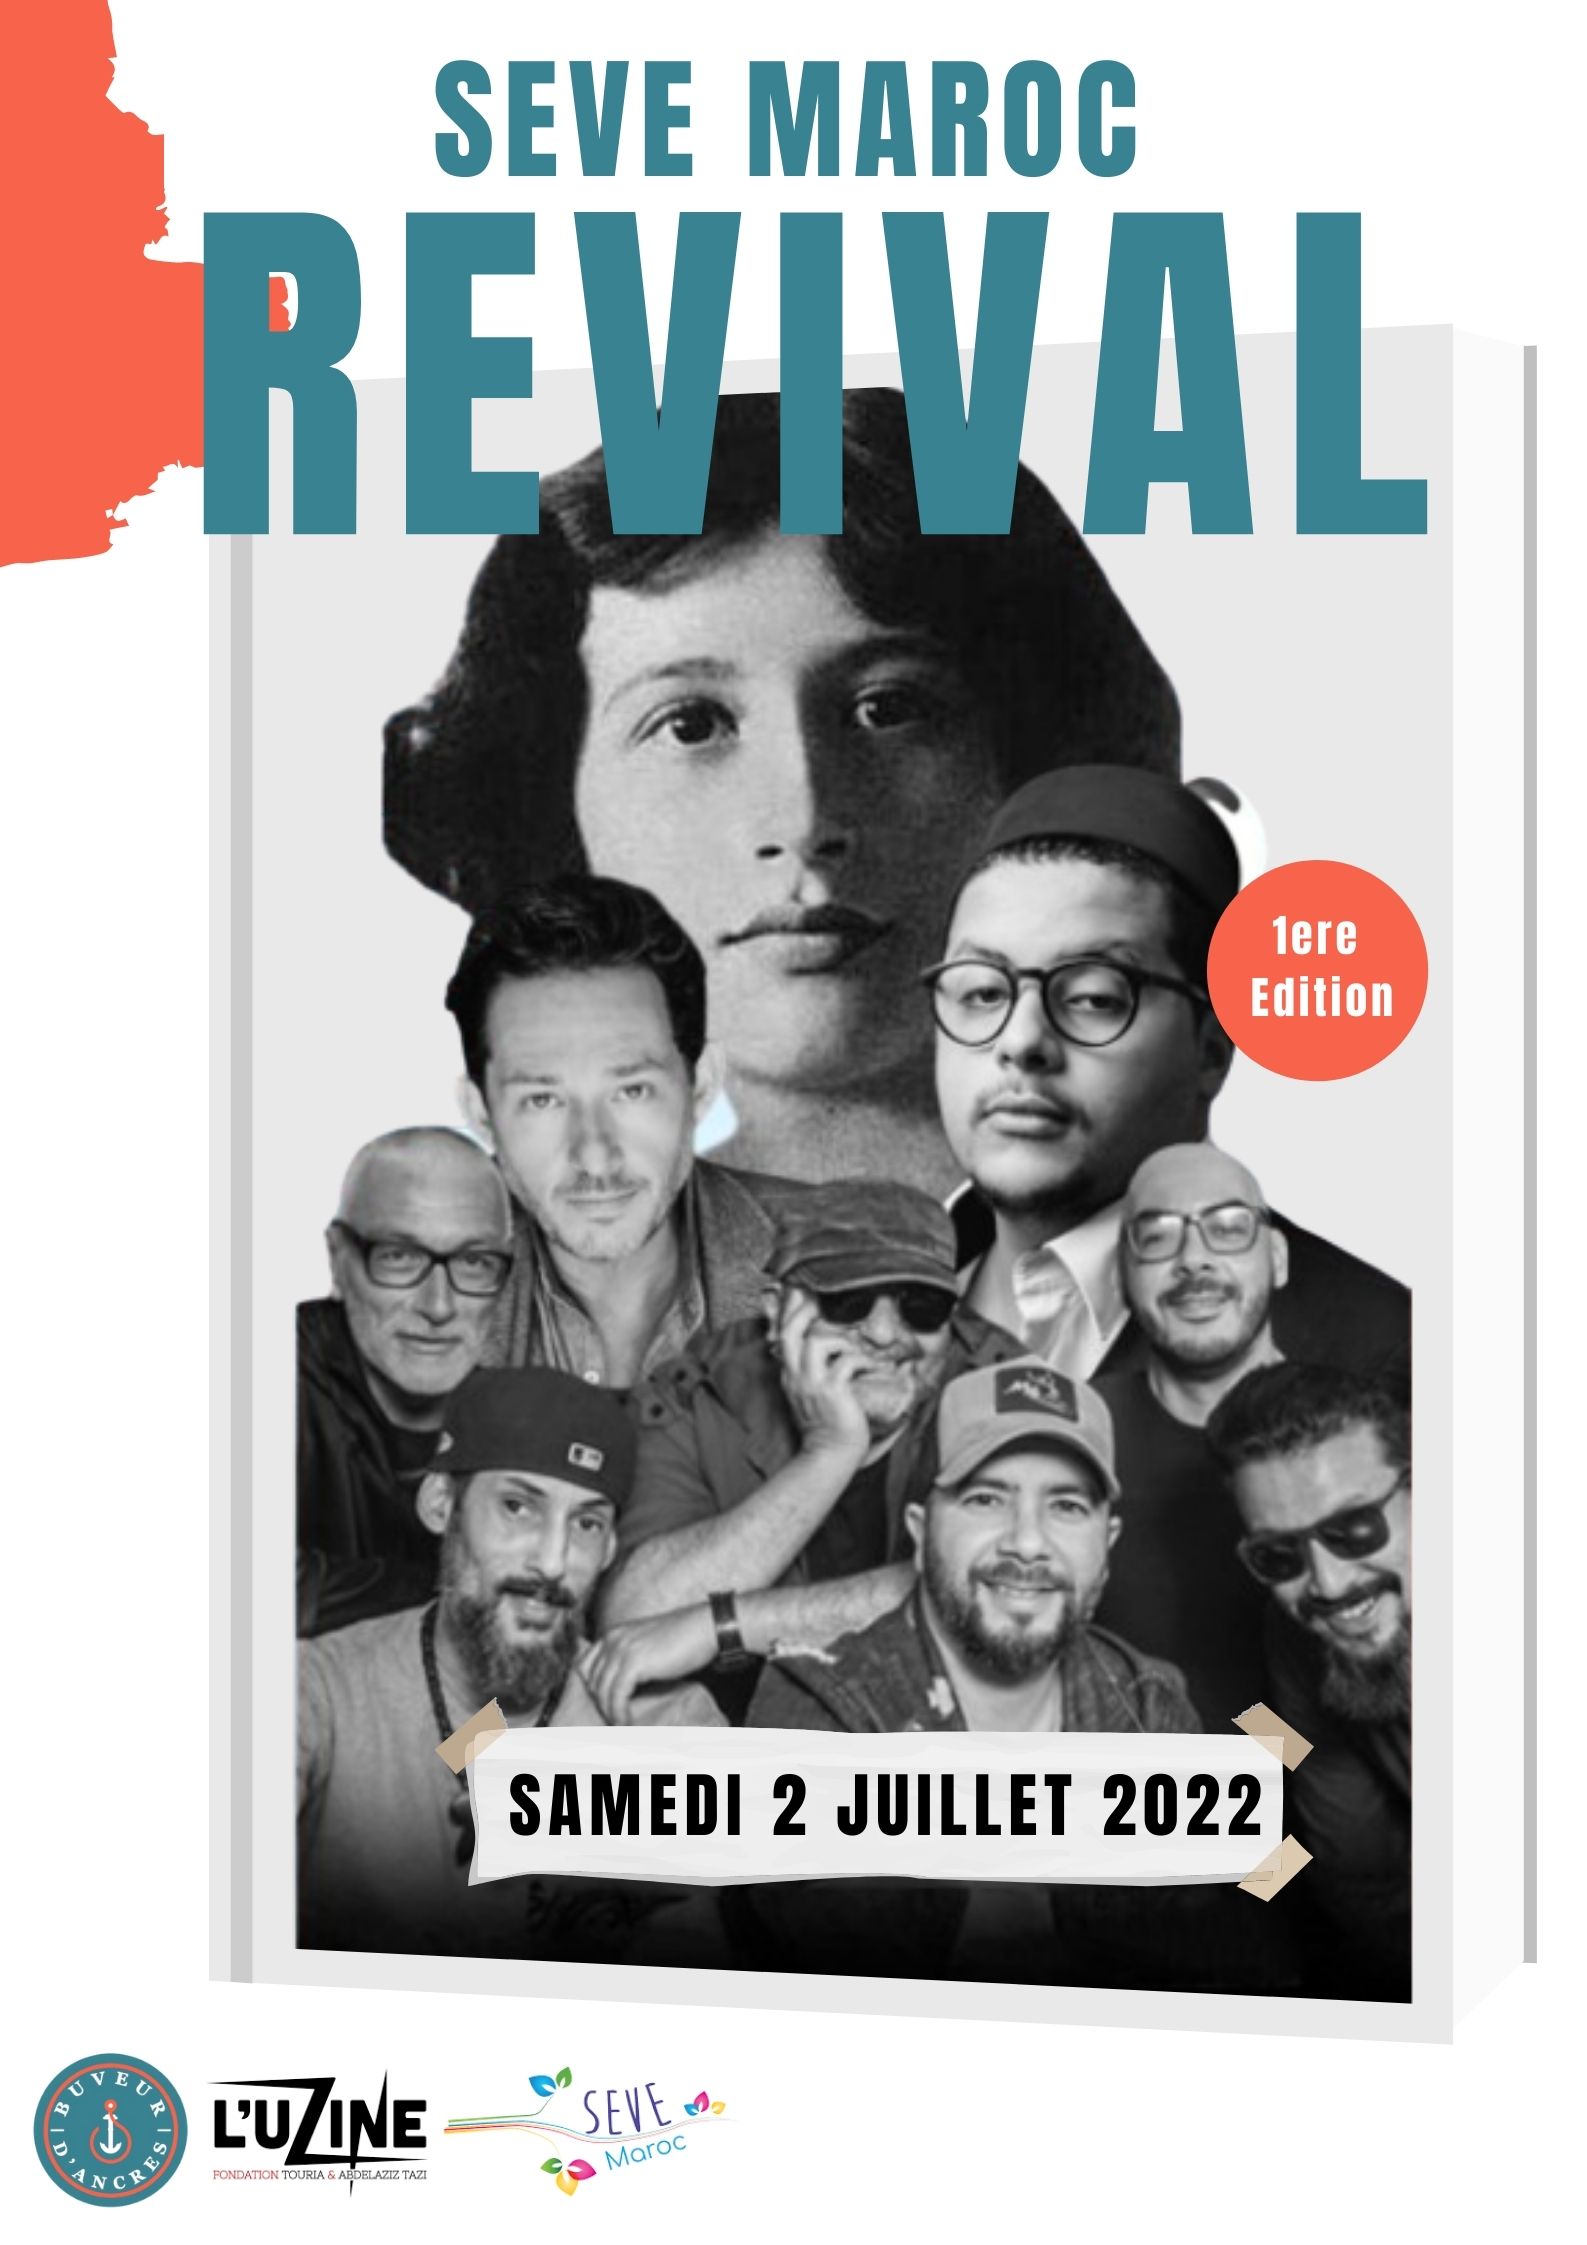 SEVE MAROC
REVIVAL
1ere
Edition
SAMEDI 2 JUILLET 2022
BUVEUR
D'ANCRES
L'UZINE
FONDATION TOURIA & ABDELAZIZ TAZI
SEVE
Maroc